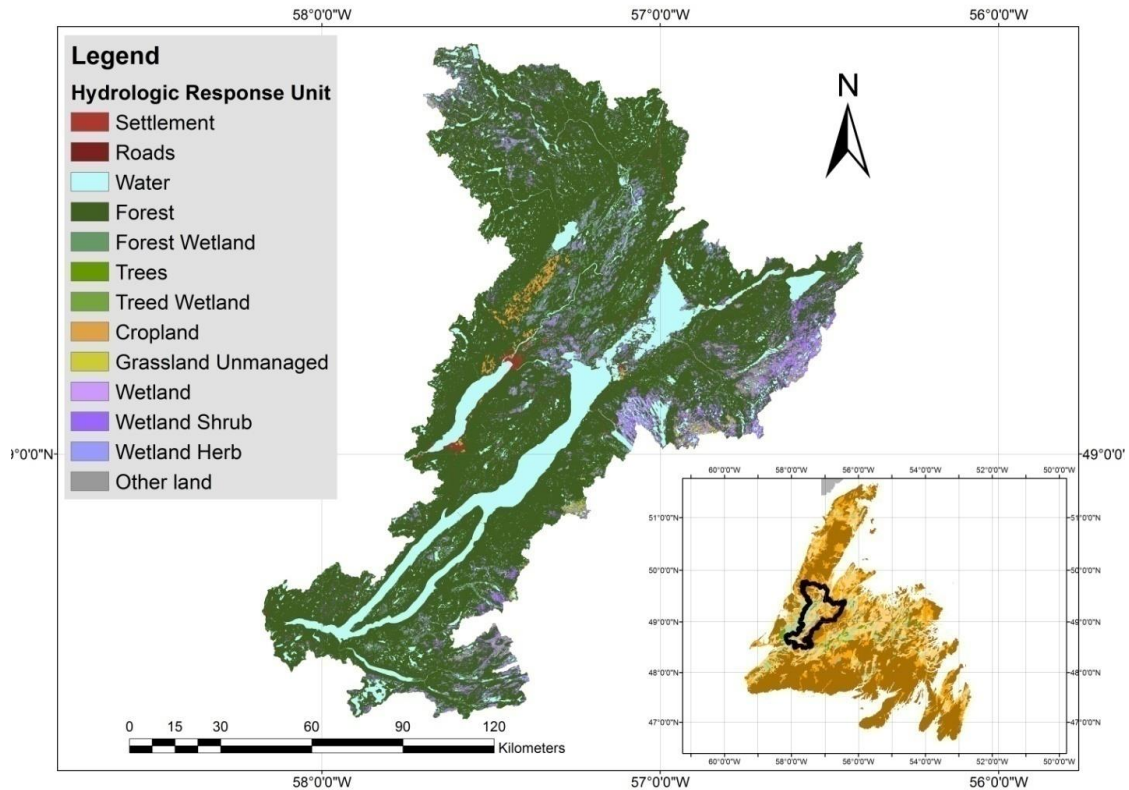 58°0'0"W 57°0'0"W 56°0'0"W
Legend
Hydrologic Response Unit
Settlement
Roads
Water
Forest
Forest Wetland
Trees
Treed Wetland
Cropland
Grassland Unmanaged
Wetland
Wetland Shrub
Wetland Herb
Other land
N
°0'0"N 49°0'0"
60°0'0"W 58°0'0"W 56°0'0"W 54°0'0"W 52°0'0"W 50°0'0"W
51°0'0"N 51°0'0"N
50°0'0"N 50°0'0"N
49°0'0"N 49°0'0"N
48°0'0"N 48°0'0"N
47°0'0"N 47°0'0"N
60°0'0"W 58°0'0"W 56°0'0"W 54°0'0"W 52°0'0"W 50°0'0"W
0 15 30 60 90 120
Kilometers
58°0'0"W 57°0'0"W 56°0'0"W